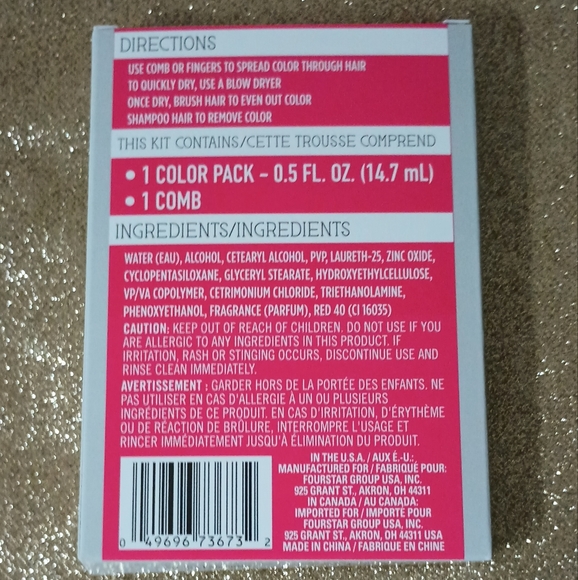 DIRECTIONS
USE COMB OR FINGERS TO SPREAD COLOR THROUGH HAIR
TO QUICKLY DRY, USE A BLOW DRYER
ONCE DRY, BRUSH HAIR TO EVEN OUT COLOR
SHAMPOO HAIR TO REMOVE COLOR
THIS KIT CONTAINS/CETTE TROUSSE COMPREND
• 1 COLOR PACK – 0.5 FL. OZ. (14.7 mL)
• 1 COMB
INGREDIENTS/INGREDIENTS
WATER (EAU), ALCOHOL, CETEARYL ALCOHOL, PVP, LAURETH-25, ZINC OXIDE,
CYCLOPENTASILOXANE, GLYCERYL STEARATE, HYDROXYETHYLCELLULOSE,
VP/VA COPOLYMER, CETRIMONIUM CHLORIDE, TRIETHANOLAMINE,
PHENOXYETHANOL, FRAGRANCE (PARFUM), RED 40 (CI 16035)
CAUTION: KEEP OUT OF REACH OF CHILDREN. DO NOT USE IF YOU
ARE ALLERGIC TO ANY INGREDIENTS IN THIS PRODUCT. IF
IRRITATION, RASH OR STINGING OCCURS, DISCONTINUE USE AND
RINSE CLEAN IMMEDIATELY.
AVERTISSEMENT : GARDER HORS DE LA PORTÉE DES ENFANTS. NE
PAS UTILISER EN CAS D'ALLERGIE À UN OU PLUSIEURS
INGRÉDIENTS DE CE PRODUIT. EN CAS D'IRRITATION, D'ÉRYTHÈME
OU DE RÉACTION DE BRÛLURE, INTERROMPRE L'USAGE ET
RINCER IMMÉDIATEMENT JUSQU'À ÉLIMINATION DU PRODUIT.
IN THE U.S.A. / AUX É.-U.:
MANUFACTURED FOR / FABRIQUÉ POUR:
FOURSTAR GROUP USA, INC.
925 GRANT ST., AKRON, OH 44311
IN CANADA / AU CANADA:
IMPORTED FOR / IMPORTÉ POUR
FOURSTAR GROUP USA, INC.
925 GRANT ST., AKRON, OH 44311 USA
MADE IN CHINA / FABRIQUÉ EN CHINE
0 49696 73673 2